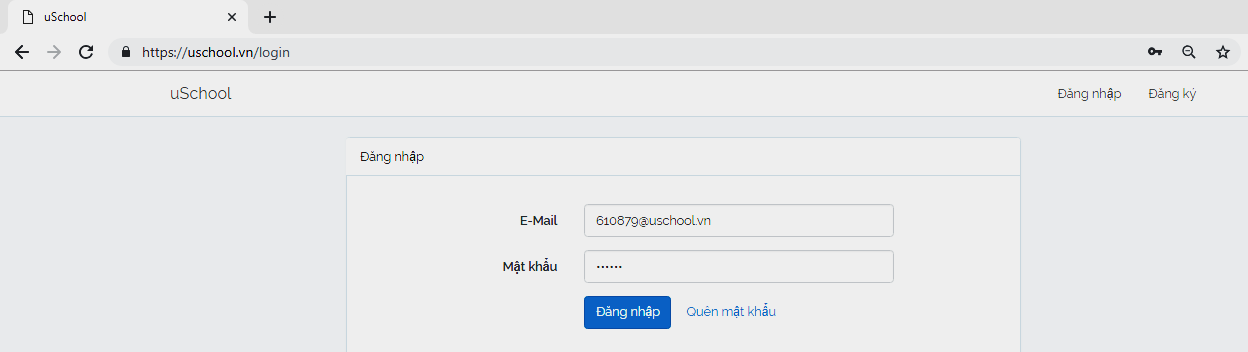 uSchool
https://uschool.vn/login
uSchool Đăng nhập Đăng ký
Đăng nhập
E-Mail 610879@uschool.vn
Mật khẩu ••••••
Đăng nhập Quên mật khẩu